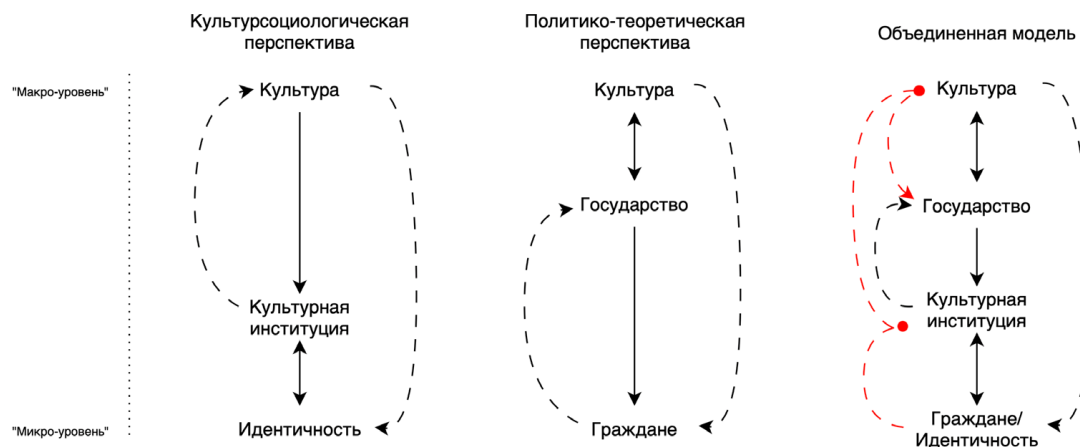 Культурсоциологическая
перспектива
Политико-теоретическая
перспектива
Объединенная модель
"Макро-уровень"
Культура
Культура
Культура
Государство
Государство
Культурная
институция
Культурная
институция
"Микро-уровень"
Идентичность
Граждане
Граждане/
Идентичность